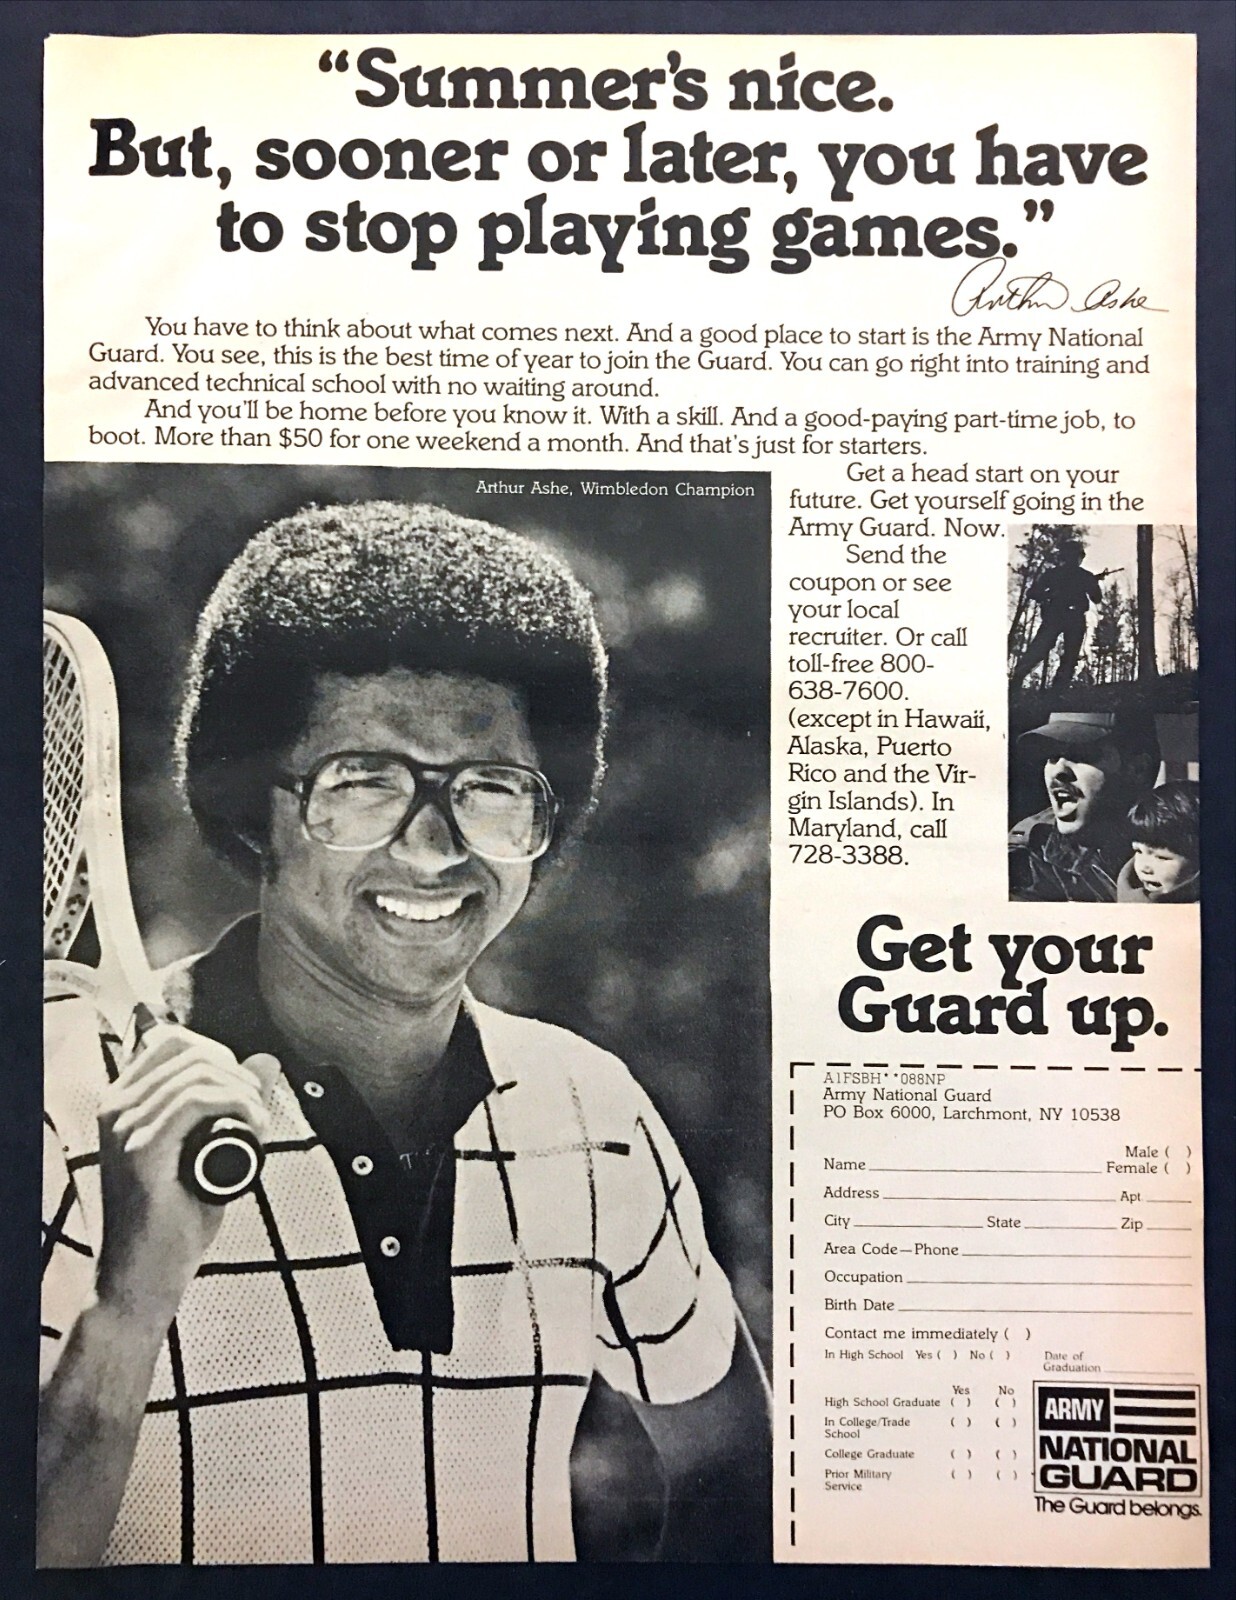 “Summer’s nice.
But, sooner or later, you have
to stop playing games.”
Arthur Ashe
You have to think about what comes next. And a good place to start is the Army National
Guard. You see, this is the best time of year to join the Guard. You can go right into training and
advanced technical school with no waiting around.
And you’ll be home before you know it. With a skill. And a good-paying part-time job, to
boot. More than $50 for one weekend a month. And that’s just for starters.
Arthur Ashe, Wimbledon Champion
Get a head start on your
future. Get yourself going in the
Army Guard. Now.
Send the
coupon or see
your local
recruiter. Or call
toll-free 800-
638-7600.
(except in Hawaii,
Alaska, Puerto
Rico and the Vir-
gin Islands). In
Maryland, call
728-3388.
Get your
Guard up.
A1FSBH**088NP
Army National Guard
PO Box 6000, Larchmont, NY 10538
Male ( )
Name Female ( )
Address Apt
City State Zip
Area Code—Phone
Occupation
Birth Date
Contact me immediately ( )
In High School Yes ( ) No ( ) Date of
Graduation
Yes No
High School Graduate ( ) ( )
In College/Trade ( ) ( )
School
College Graduate ( ) ( )
Prior Military ( ) ( )
Service
ARMY
NATIONAL
GUARD
The Guard belongs.